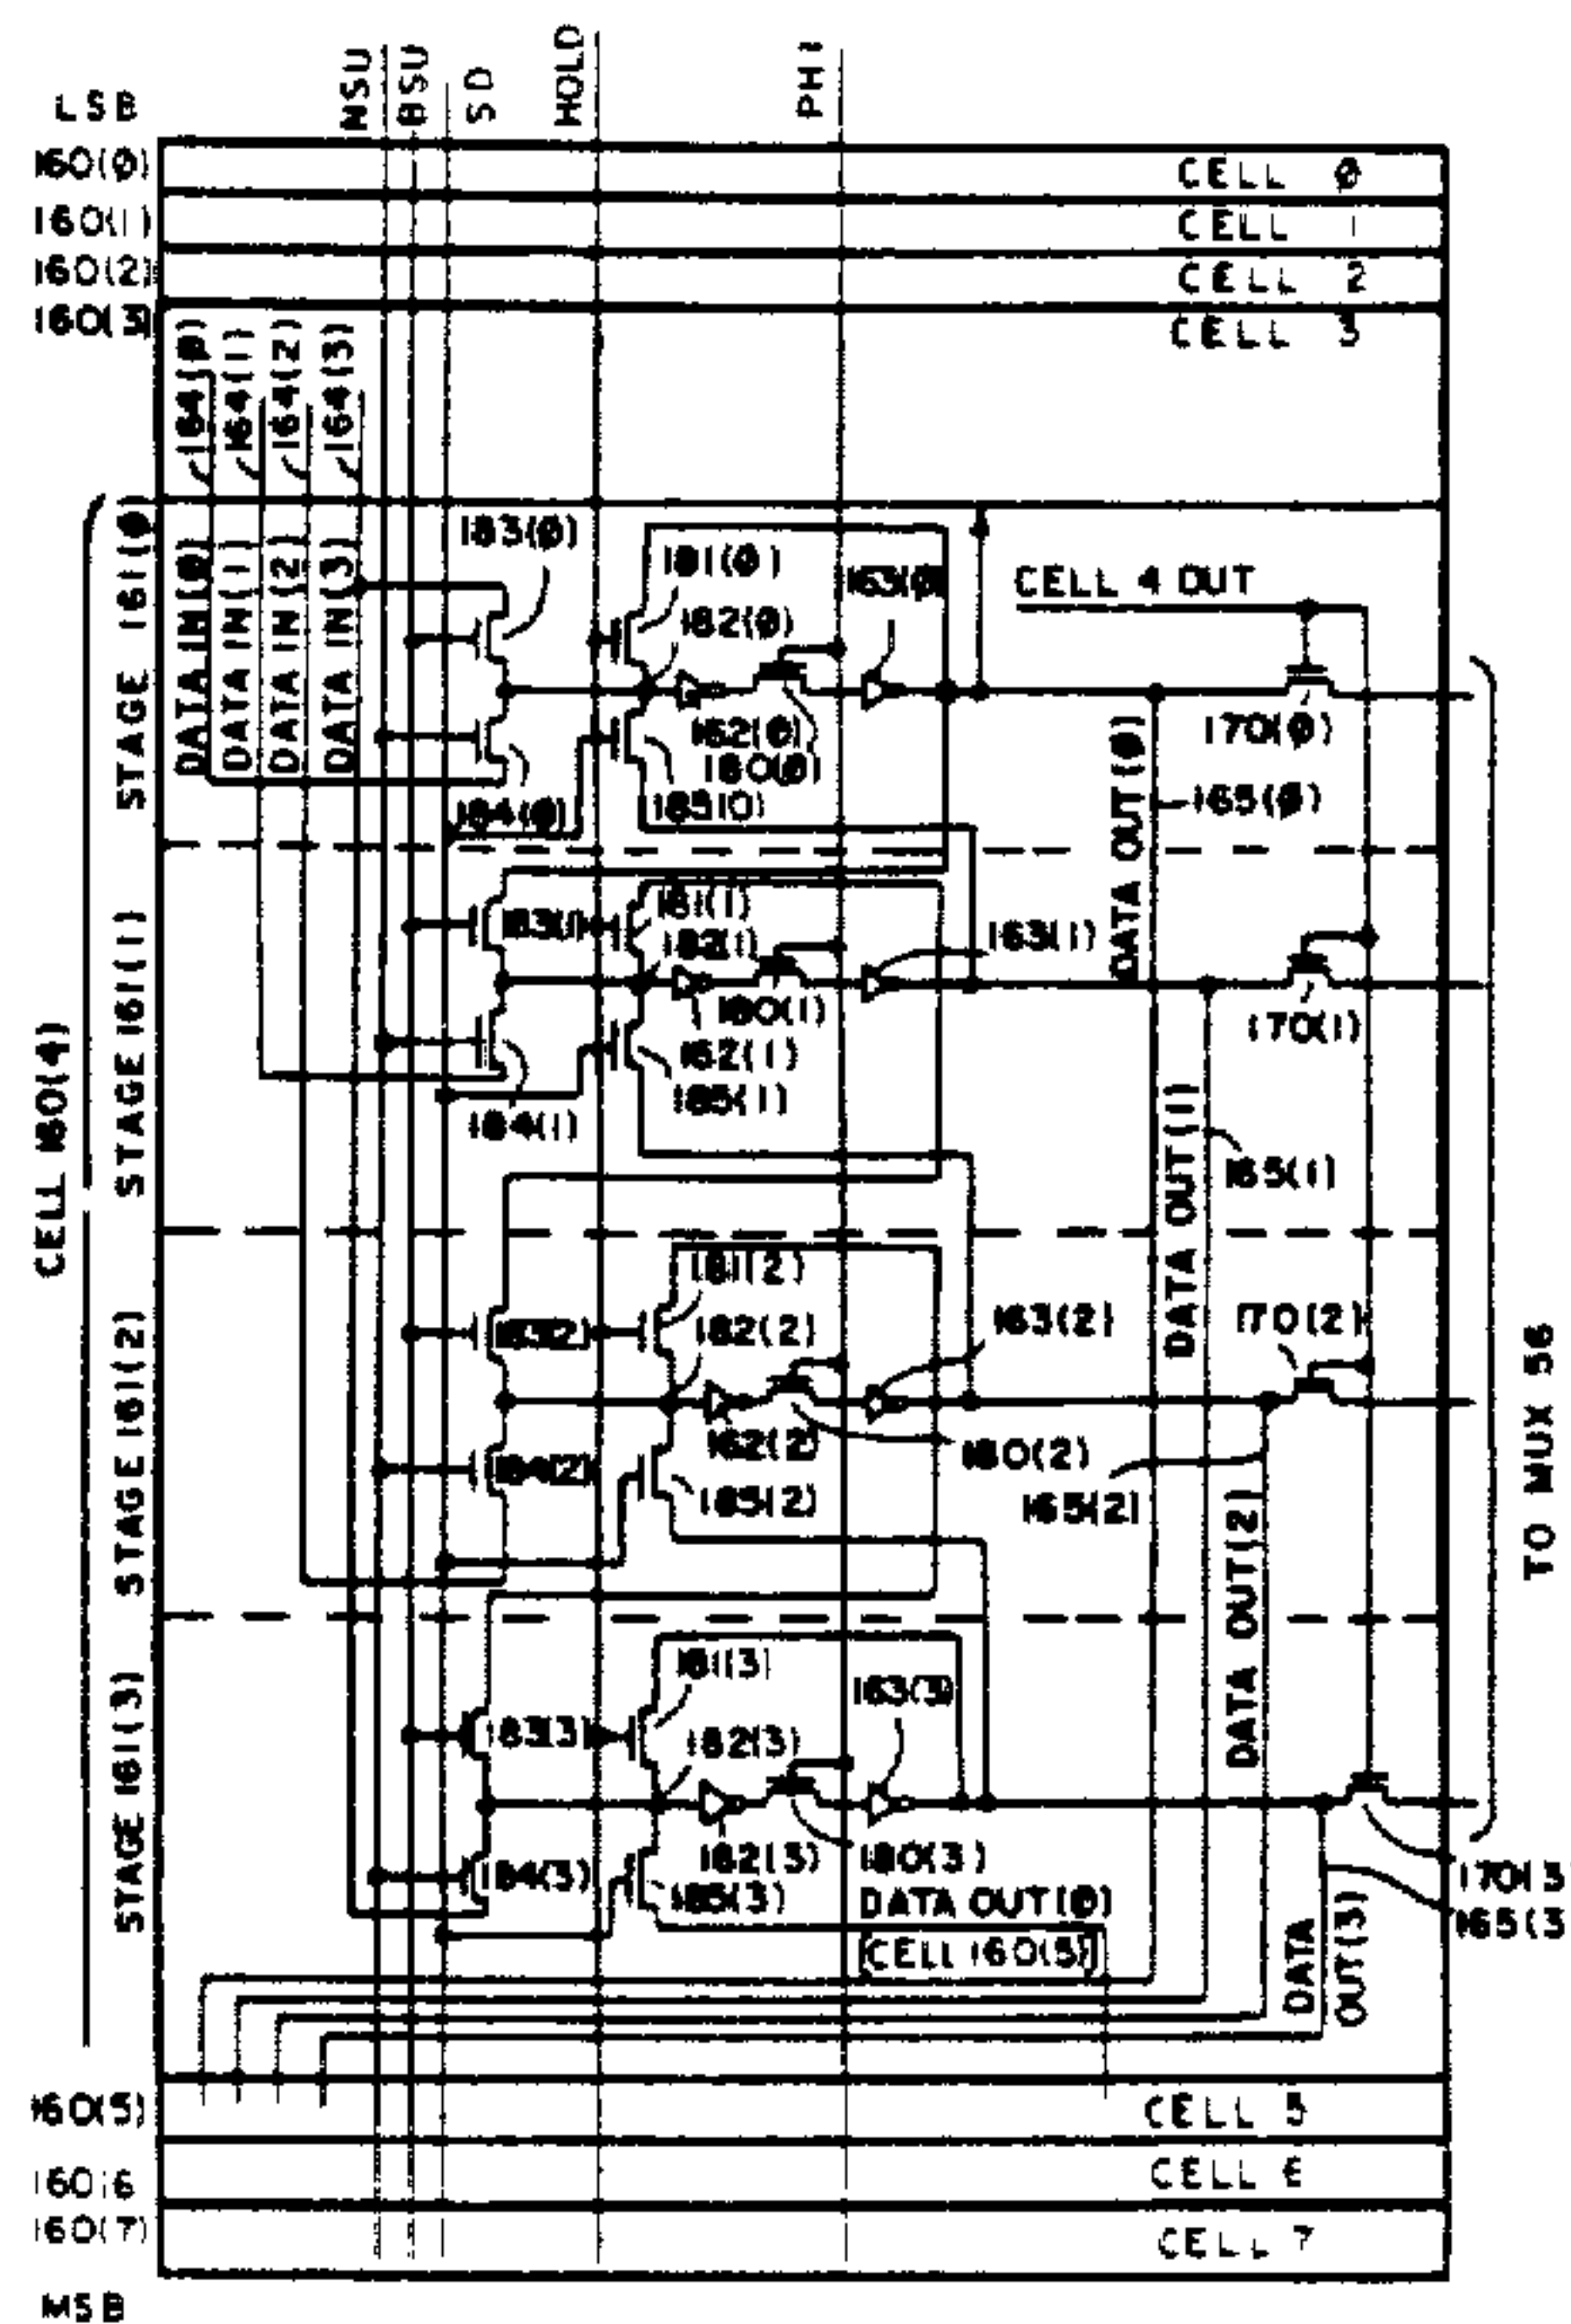 LSB
NSU
BSU
SD
HOLD
PH 1
160(0)
CELL 0
160(1)
CELL 1
160(2)
CELL 2
160(3)
CELL 3
164(0)
164(1)
164(2)
164(3)
CELL 160(4)
STAGE 161(0)
DATA IN(0)
DATA IN(1)
DATA IN(2)
DATA IN(3)
183(0)
181(0)
182(0)
163(0)
CELL 4 OUT
162(0)
180(0)
184(0)
185(0)
170(0)
DATA OUT(0)
165(0)
STAGE 161(1)
183(1)
181(1)
182(1)
163(1)
180(1)
162(1)
185(1)
184(1)
170(1)
DATA OUT(1)
165(1)
STAGE 161(2)
183(2)
181(2)
182(2)
163(2)
170(2)
162(2)
184(2)
185(2)
180(2)
165(2)
DATA OUT(2)
TO MUX 56
STAGE 161(3)
183(3)
181(3)
182(3)
163(3)
184(3)
162(3)
180(3)
185(3)
DATA OUT(0)
[CELL 160(5)]
170(3
165(3
DATA
OUT(3)
160(5)
CELL 5
160(6
CELL 6
160(7)
CELL 7
MSB